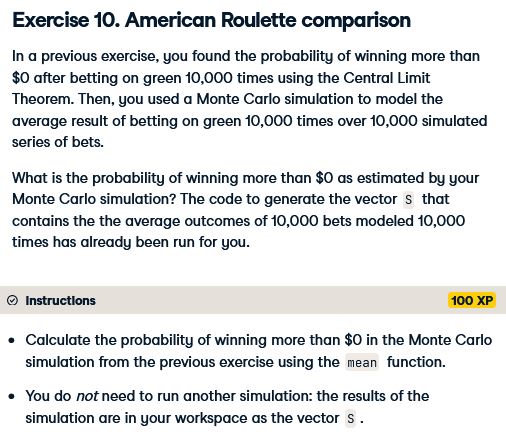 Exercise 10. American Roulette comparison
In a previous exercise, you found the probability of winning more than
$0 after betting on green 10,000 times using the Central Limit
Theorem. Then, you used a Monte Carlo simulation to model the
average result of betting on green 10,000 times over 10,000 simulated
series of bets.
What is the probability of winning more than $0 as estimated by your
Monte Carlo simulation? The code to generate the vector S that
contains the the average outcomes of 10,000 bets modeled 10,000
times has already been run for you.
Instructions
100 XP
• Calculate the probability of winning more than $0 in the Monte Carlo
simulation from the previous exercise using the mean function.
• You do not need to run another simulation: the results of the
simulation are in your workspace as the vector S .